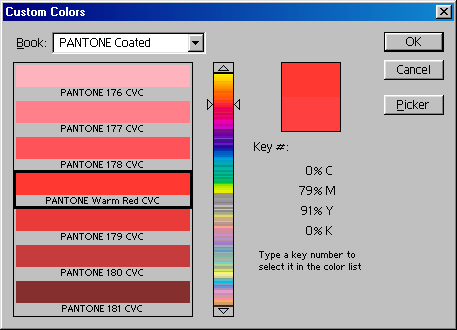 Custom Colors
Book: PANTONE Coated
OK
Cancel
Picker
PANTONE 176 CVC
PANTONE 177 CVC
PANTONE 178 CVC
PANTONE Warm Red CVC
PANTONE 179 CVC
PANTONE 180 CVC
PANTONE 181 CVC
Key #:
0% C
79% M
91% Y
0% K
Type a key number to
select it in the color list